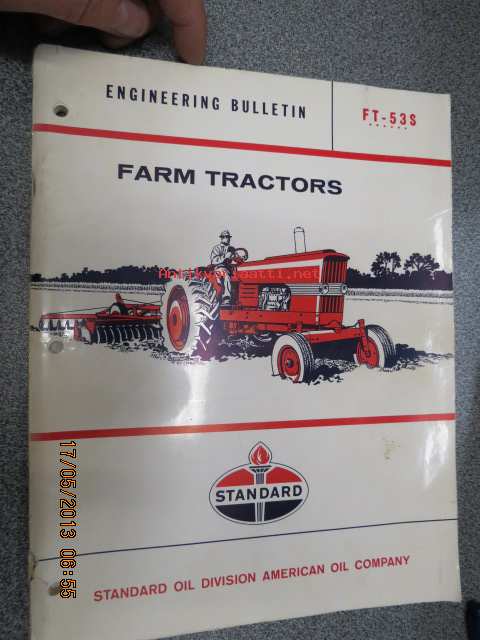 ENGINEERING BULLETIN
FT-53S
FARM TRACTORS
Antikvariaatti.net
STANDARD
STANDARD OIL DIVISION AMERICAN OIL COMPANY
17/05/2013 06:55